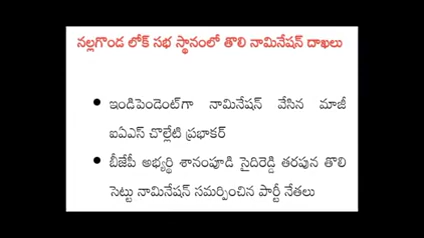 నల్లగొండ లోక్ సభ స్థానంలో తొలి నామినేషన్ దాఖలు
• ఇండిపెండెంట్‌గా నామినేషన్ వేసిన మాజీ
ఐఏఎస్ చొల్లేటి ప్రభాకర్
• బీజేపీ అభ్యర్థి శానంపూడి సైదిరెడ్డి తరపున తొలి
సెట్టు నామినేషన్ సమర్పించిన పార్టీ నేతలు